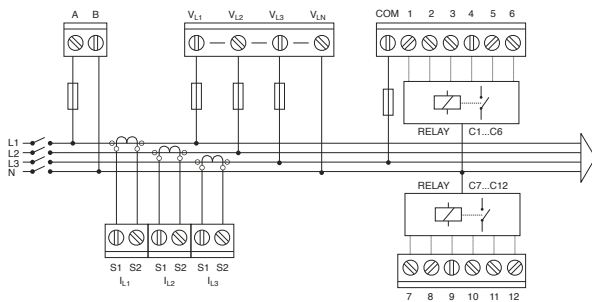 A B VL1 VL2 VL3 VLN COM 1 2 3 4 5 6
RELAY C1...C6
L1
L2
L3
N
RELAY C7...C12
S1 S2 S1 S2 S1 S2
IL1 IL2 IL3
7 8 9 10 11 12